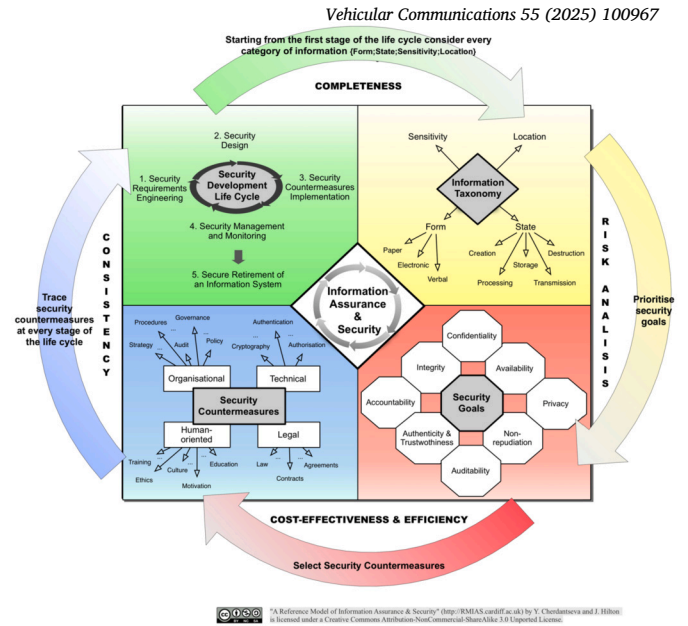 Vehicular Communications 55 (2025) 100967
Starting from the first stage of the life cycle consider every
category of information {Form;State;Sensitivity;Location}
COMPLETENESS
2. Security
Design
1. Security
Requirements
Engineering
Security
Development
Life Cycle
3. Security
Countermeasures
Implementation
4. Security Management
and Monitoring
5. Secure Retirement of
an Information System
Sensitivity
Location
Information
Taxonomy
Form
State
Paper
Electronic
Verbal
Creation
Processing
Storage
Transmission
Destruction
CONSISTENCY
Trace
security
countermeasures
at every stage of
the life cycle
RISK ANALISIS
Prioritise
security
goals
Information
Assurance
&
Security
Procedures
Governance
...
Strategy
...
Audit
...
Policy
Authentication
...
Cryptography
Authorisation
Organisational
Technical
Security
Countermeasures
Human-
oriented
Legal
Training
...
Culture
...
Education
Ethics
Motivation
Law
...
Agreements
Contracts
Confidentiality
Integrity
Availability
Accountability
Security
Goals
Privacy
Authenticity &
Trustwothiness
Non-
repudiation
Auditability
COST-EFFECTIVENESS & EFFICIENCY
Select Security Countermeasures
cc
BY NC SA
"A Reference Model of Information Assurance & Security" (http://RMIAS.cardiff.ac.uk) by Y. Cherdantseva and J. Hilton
is licensed under a Creative Commons Attribution-NonCommercial-ShareAlike 3.0 Unported License.